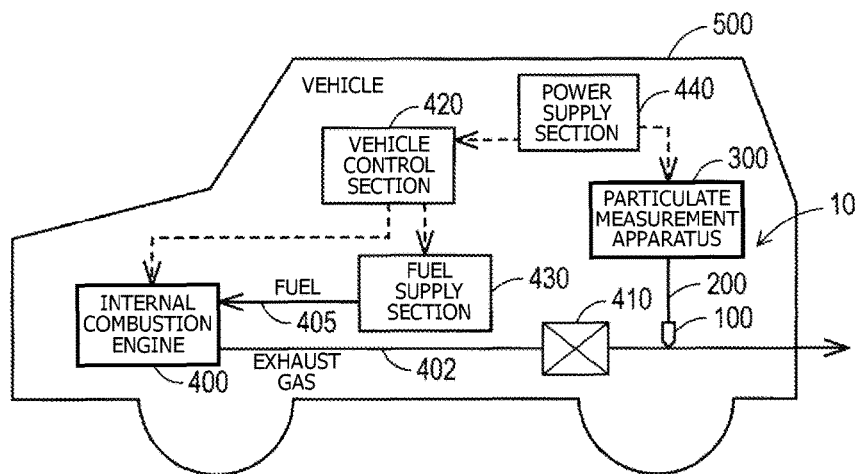 500
VEHICLE
420
POWER
SUPPLY
SECTION
440
VEHICLE
CONTROL
SECTION
300
PARTICULATE
MEASUREMENT
APPARATUS
10
FUEL
SUPPLY
SECTION
430
FUEL
405
INTERNAL
COMBUSTION
ENGINE
400
EXHAUST
GAS
402
410
200
100